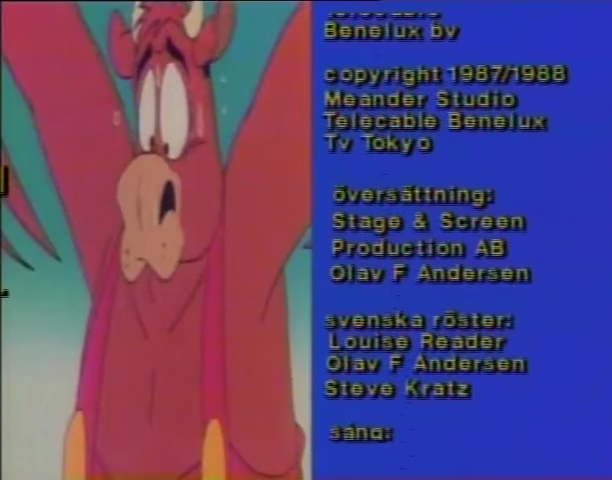 Benelux bv
copyright 1987/1988
Meander Studio
Telecable Benelux
Tv Tokyo
översättning:
Stage & Screen
Production AB
Olav F Andersen
svenska röster:
Louise Reader
Olav F Andersen
Steve Kratz
sång: